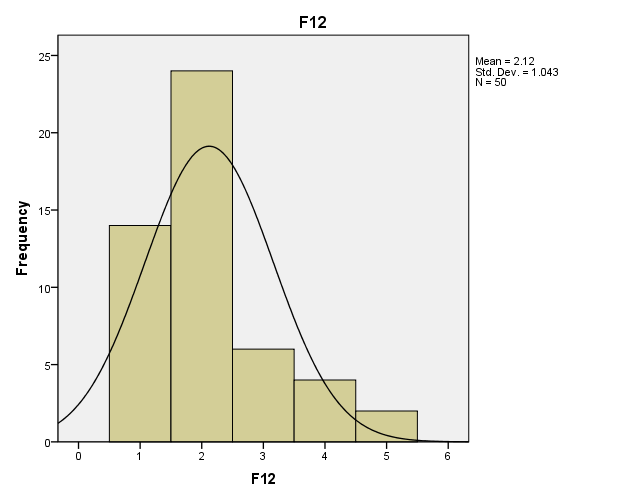 F12
Mean = 2.12
Std. Dev. = 1.043
N = 50
Frequency
25
20
15
10
5
0
0 1 2 3 4 5 6
F12